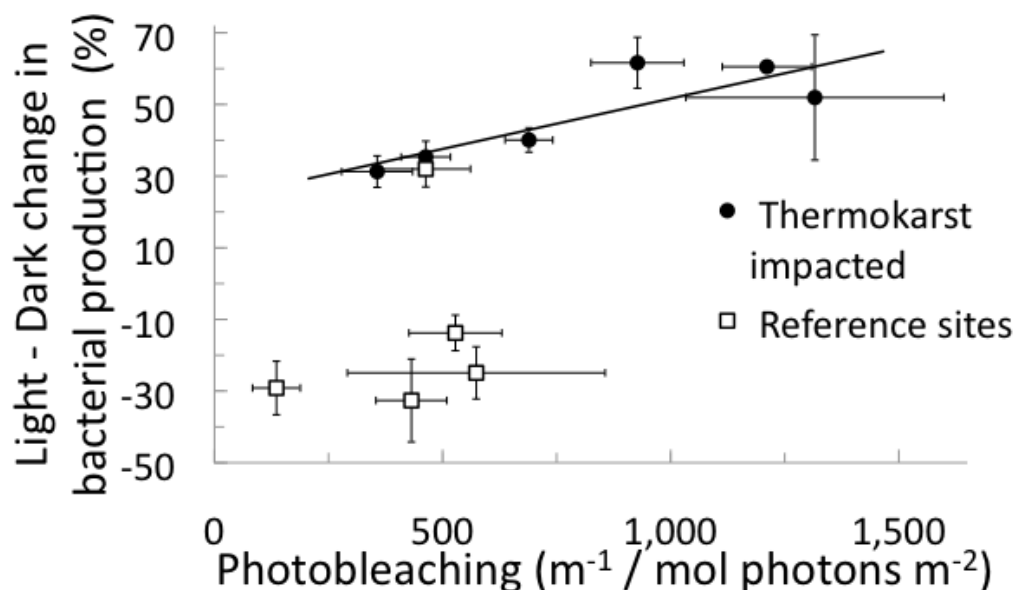 Light - Dark change in
bacterial production (%)
70
50
30
10
-10
-30
-50
0 500 1,000 1,500
Photobleaching (m⁻¹ / mol photons m⁻²)
Thermokarst
impacted
Reference sites